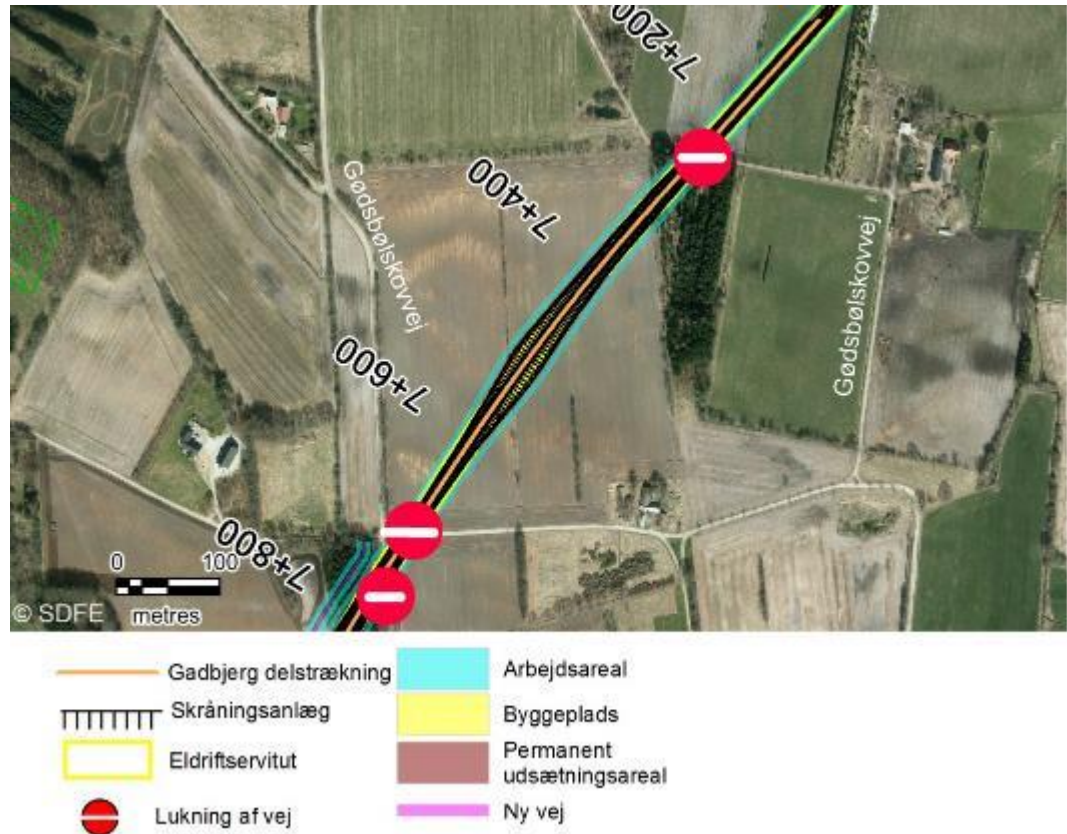 7+200
7+400
Gødsbølskovvej
Gødsbølskovvej
7+600
7+800
0 100
metres
© SDFE
Gadbjerg delstrækning
Skråningsanlæg
Eldriftservitut
Lukning af vej
Arbejdsareal
Byggeplads
Permanent
udsætningsareal
Ny vej